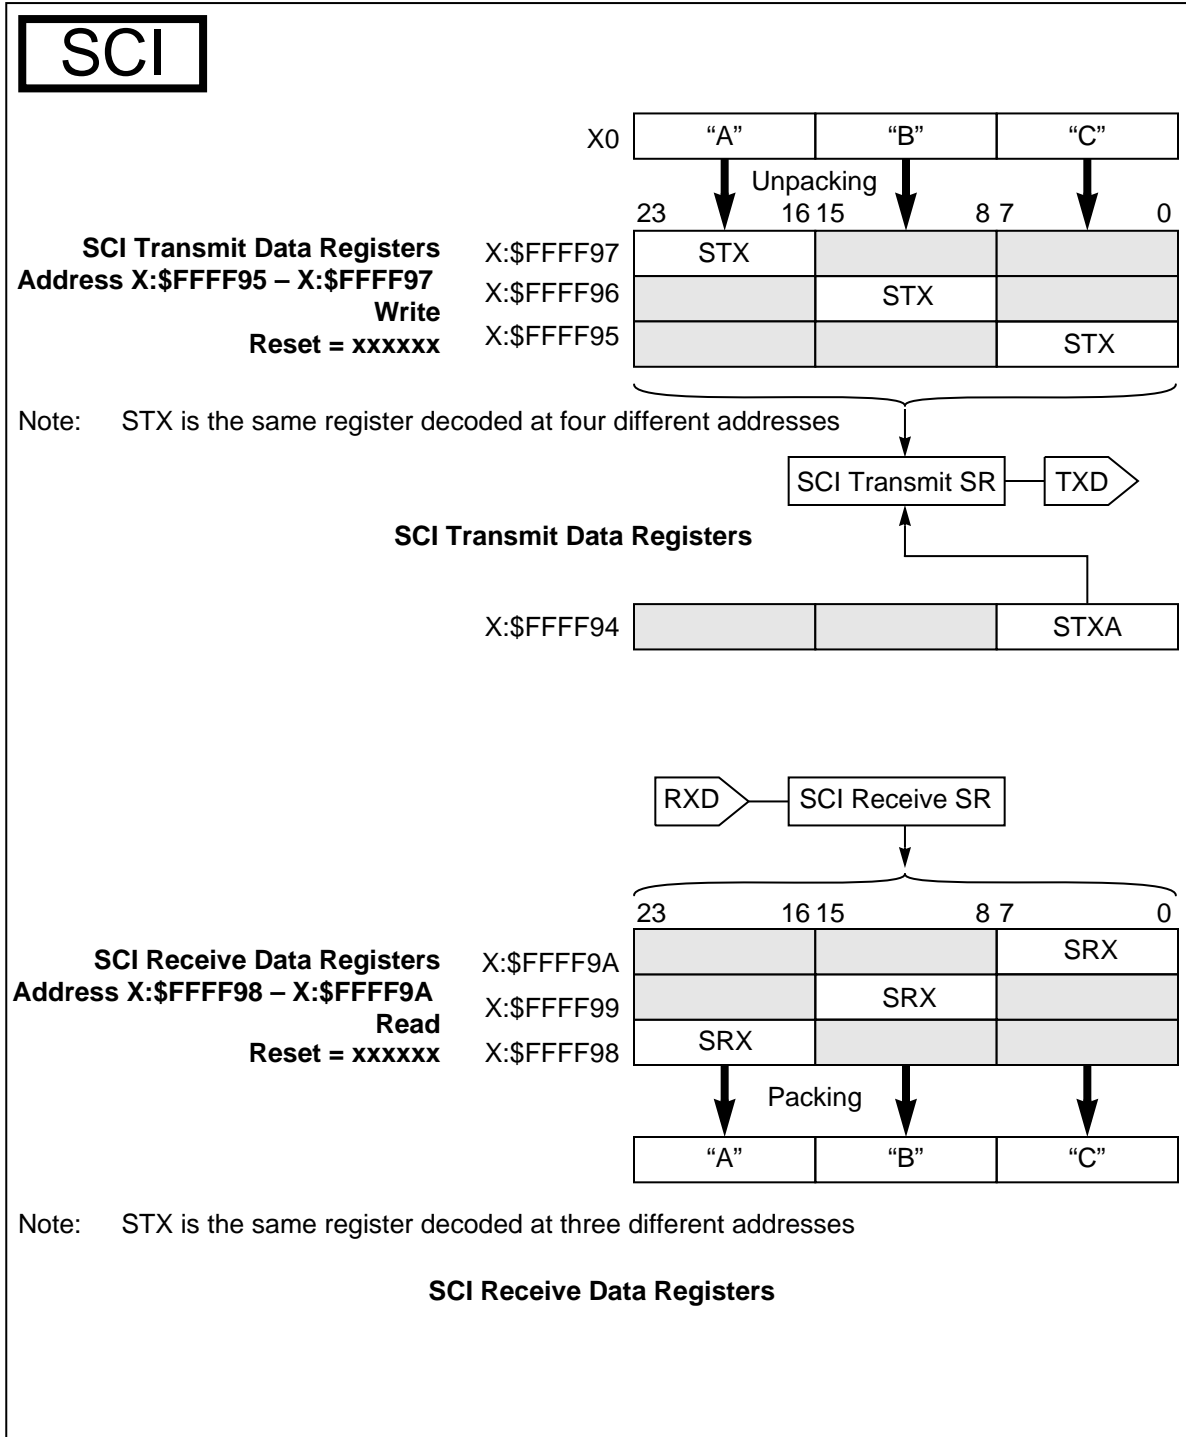 SCI
X0 “A” “B” “C”
Unpacking
23 16 15 8 7 0
SCI Transmit Data Registers
Address X:$FFFF95 – X:$FFFF97
Write
Reset = xxxxxx
X:$FFFF97 STX
X:$FFFF96 STX
X:$FFFF95 STX
Note: STX is the same register decoded at four different addresses
SCI Transmit SR TXD
SCI Transmit Data Registers
X:$FFFF94 STXA
RXD SCI Receive SR
23 16 15 8 7 0
SCI Receive Data Registers
Address X:$FFFF98 – X:$FFFF9A
Read
Reset = xxxxxx
X:$FFFF9A SRX
X:$FFFF99 SRX
X:$FFFF98 SRX
Packing
“A” “B” “C”
Note: STX is the same register decoded at three different addresses
SCI Receive Data Registers